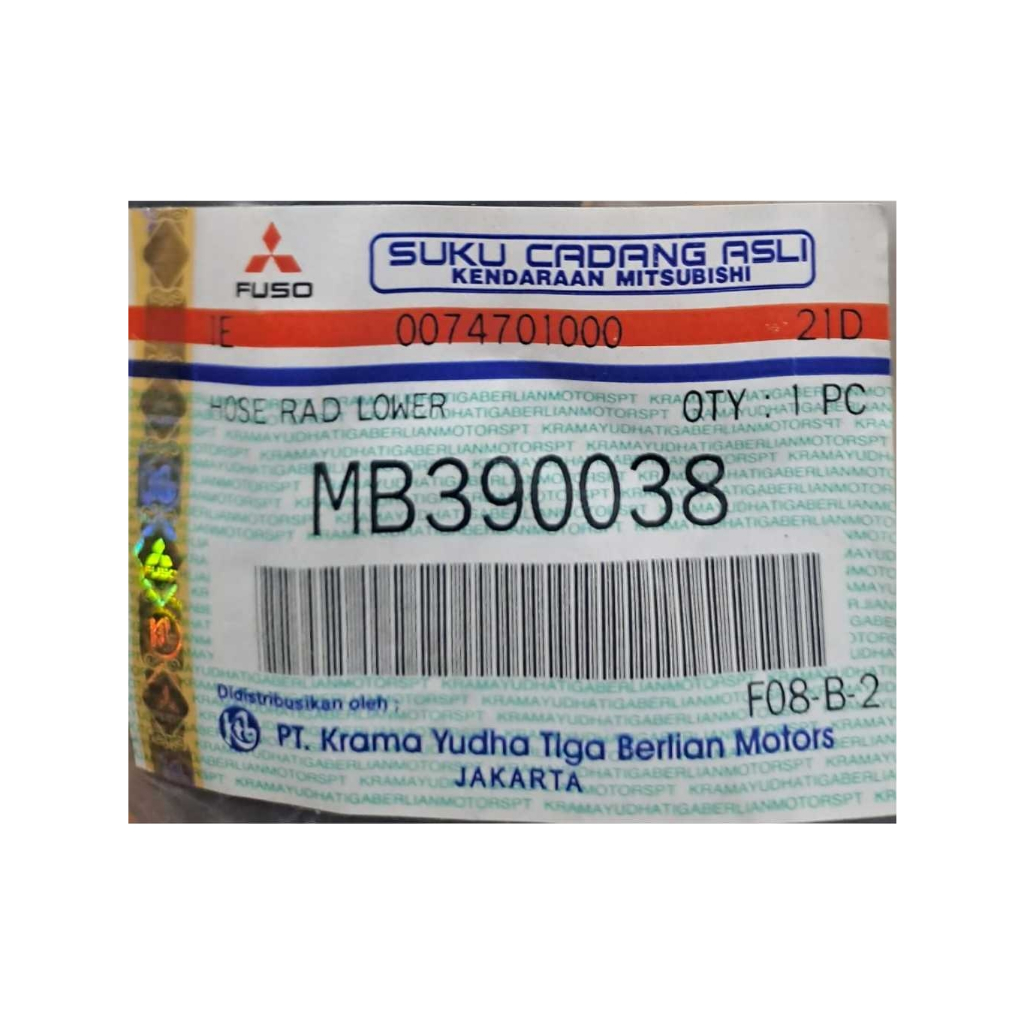 SUKU CADANG ASLI
KENDARAAN MITSUBISHI
FUSO
1E 0074701000 21D
HOSE RAD LOWER QTY : 1 PC
MB390038
F08-B-2
Didistribusikan oleh :
PT. Krama Yudha Tiga Berlian Motors
JAKARTA